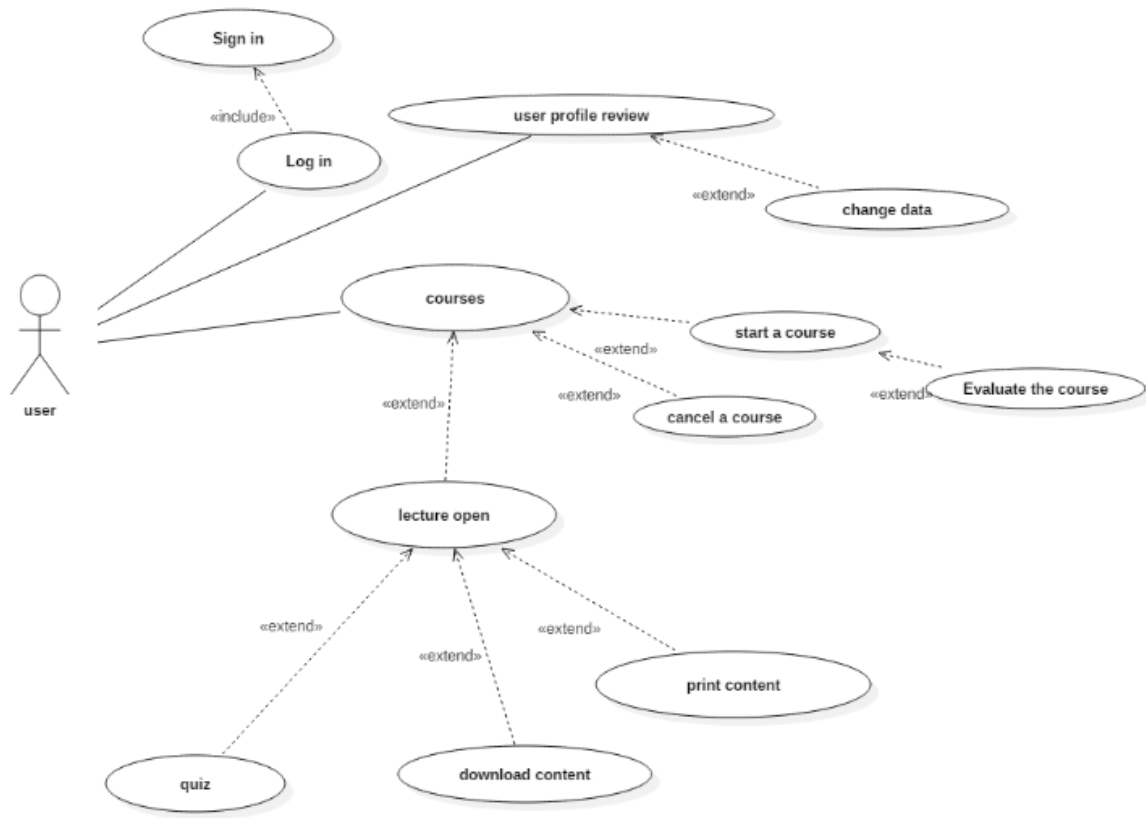 Sign in
«include»
Log in
user profile review
«extend»
change data
courses
start a course
«extend»
Evaluate the course
«extend»
«extend»
«extend»
cancel a course
user
lecture open
«extend»
«extend»
«extend»
print content
quiz
download content